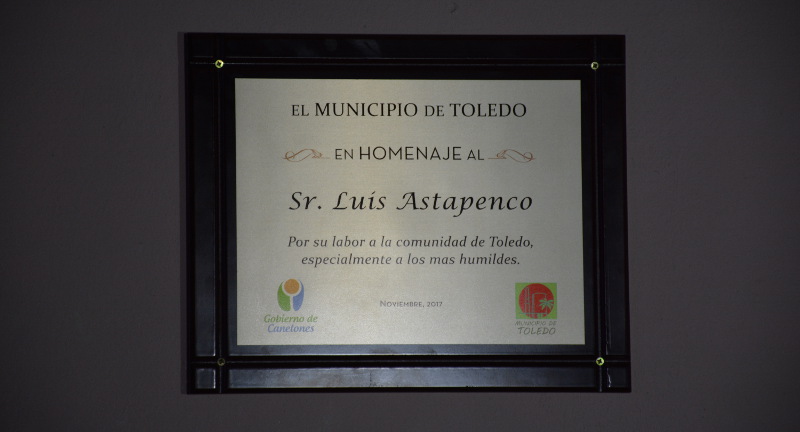 EL MUNICIPIO DE TOLEDO
EN HOMENAJE AL
Sr. Luís Astapenco
Por su labor a la comunidad de Toledo,
especialmente a los mas humildes.
NOVIEMBRE, 2017
Gobierno de
Canelones
MUNICIPIO DE
TOLEDO